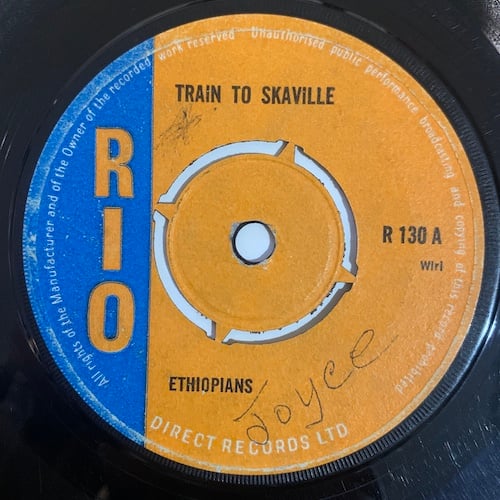 All rights of the Manufacturer and of the Owner of the recorded work reserved Unauthorised public performance broadcasting and copying of this record prohibited
TRAIN TO SKAVILLE
RIO
R 130 A
Wirl
ETHIOPIANS
Joyce
DIRECT RECORDS LTD